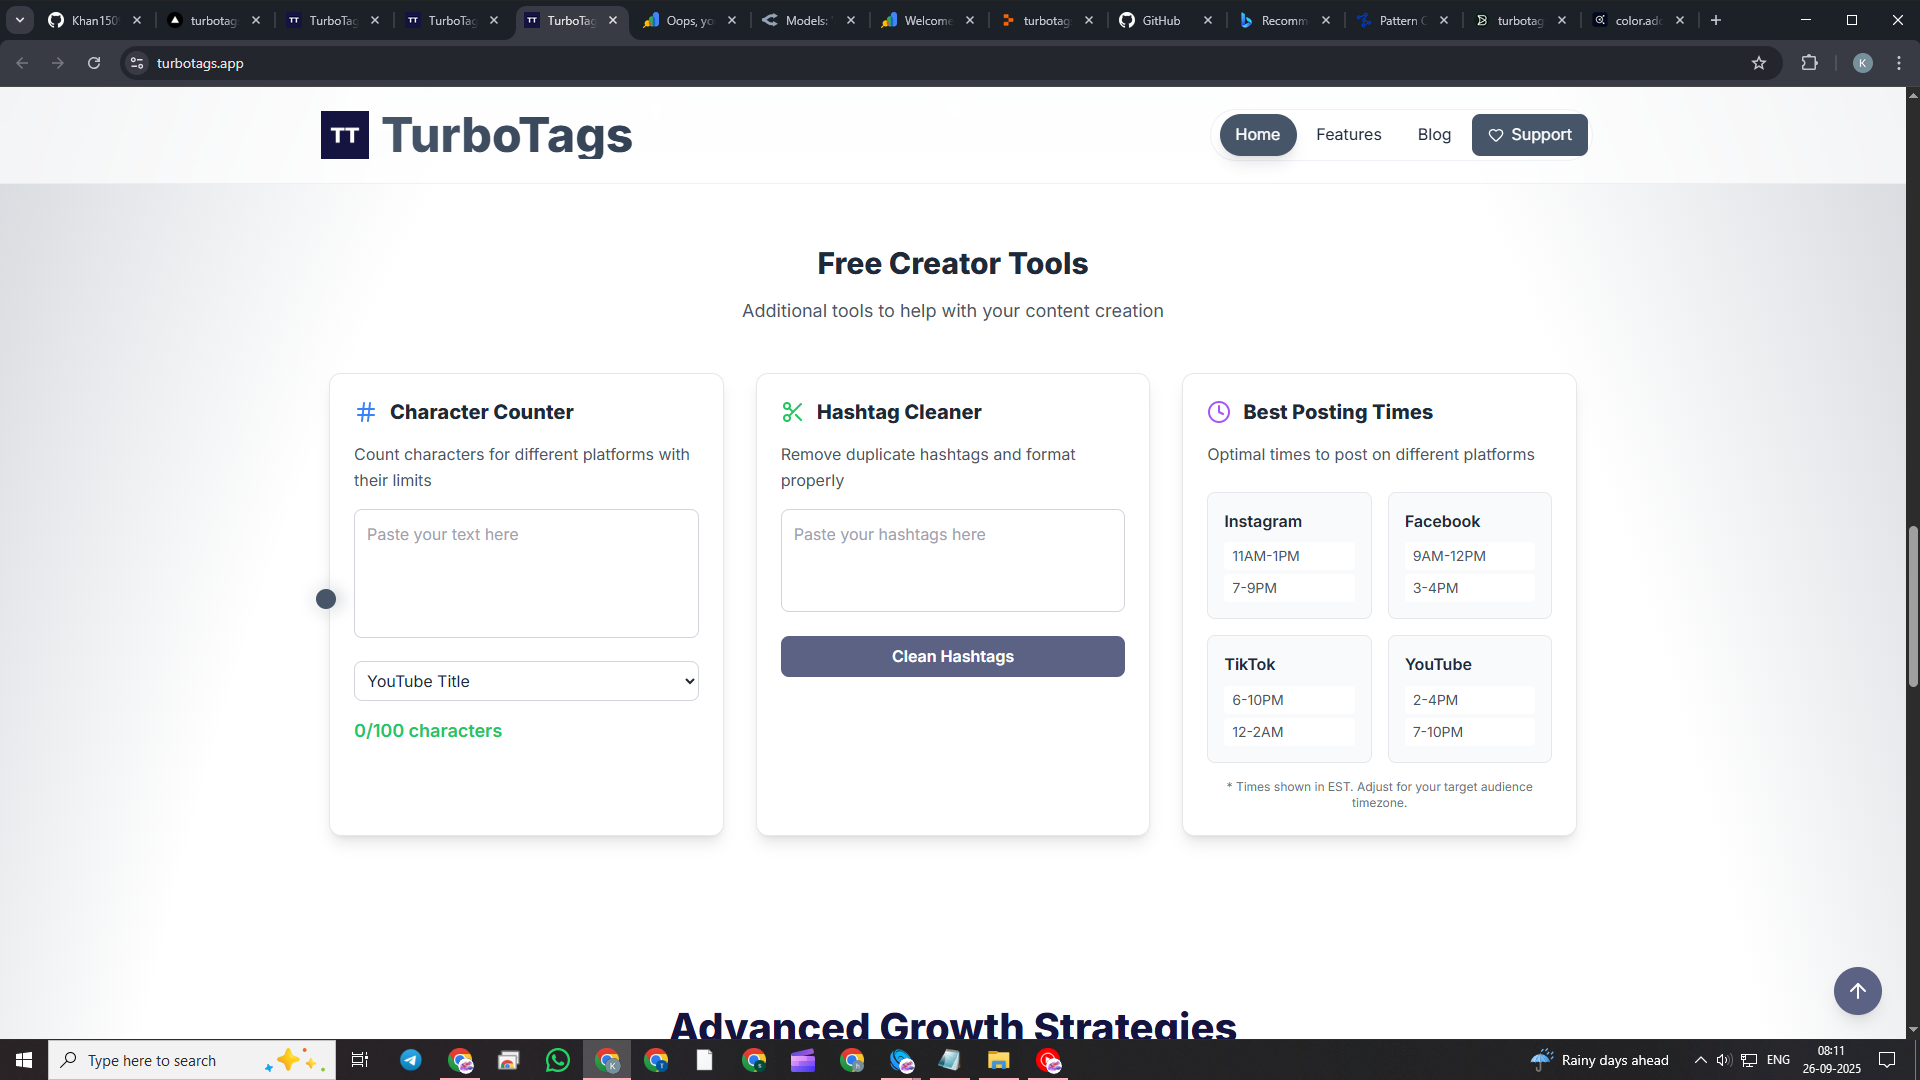 Khan150
turbotag
TurboTag
TurboTag
TurboTag
Oops, yo
Models:
Welcome
turbotag
GitHub
Recomm
Pattern
turbotag
color.ado
turbotags.app
K
TT TurboTags
Home
Features
Blog
Support
Free Creator Tools
Additional tools to help with your content creation
Character Counter
Count characters for different platforms with
their limits
Paste your text here
YouTube Title
0/100 characters
Hashtag Cleaner
Remove duplicate hashtags and format
properly
Paste your hashtags here
Clean Hashtags
Best Posting Times
Optimal times to post on different platforms
Instagram
11AM-1PM
7-9PM
Facebook
9AM-12PM
3-4PM
TikTok
6-10PM
12-2AM
YouTube
2-4PM
7-10PM
* Times shown in EST. Adjust for your target audience
timezone.
Advanced Growth Strategies
Type here to search
Rainy days ahead
ENG
08:11
26-09-2025